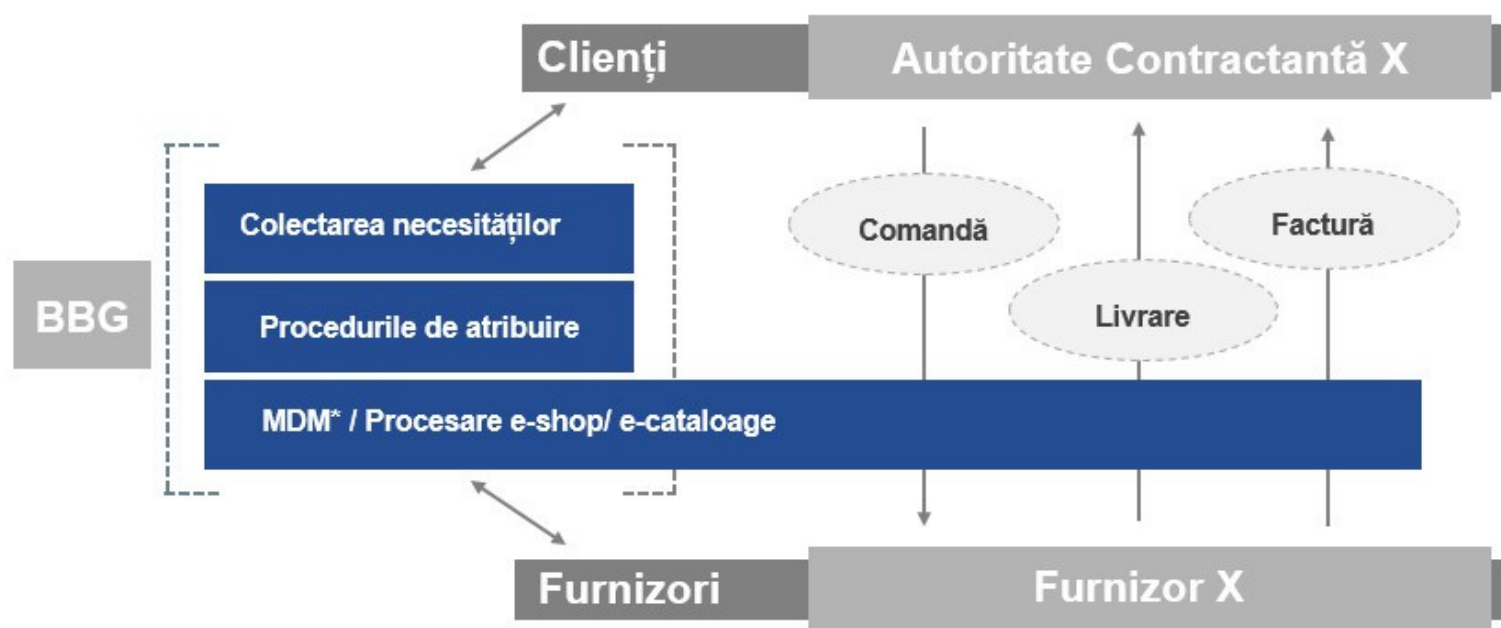 Clienți
Autoritate Contractantă X
Colectarea necesităților
Comandă
Factură
BBG
Procedurile de atribuire
Livrare
MDM* / Procesare e-shop/ e-cataloage
Furnizori
Furnizor X